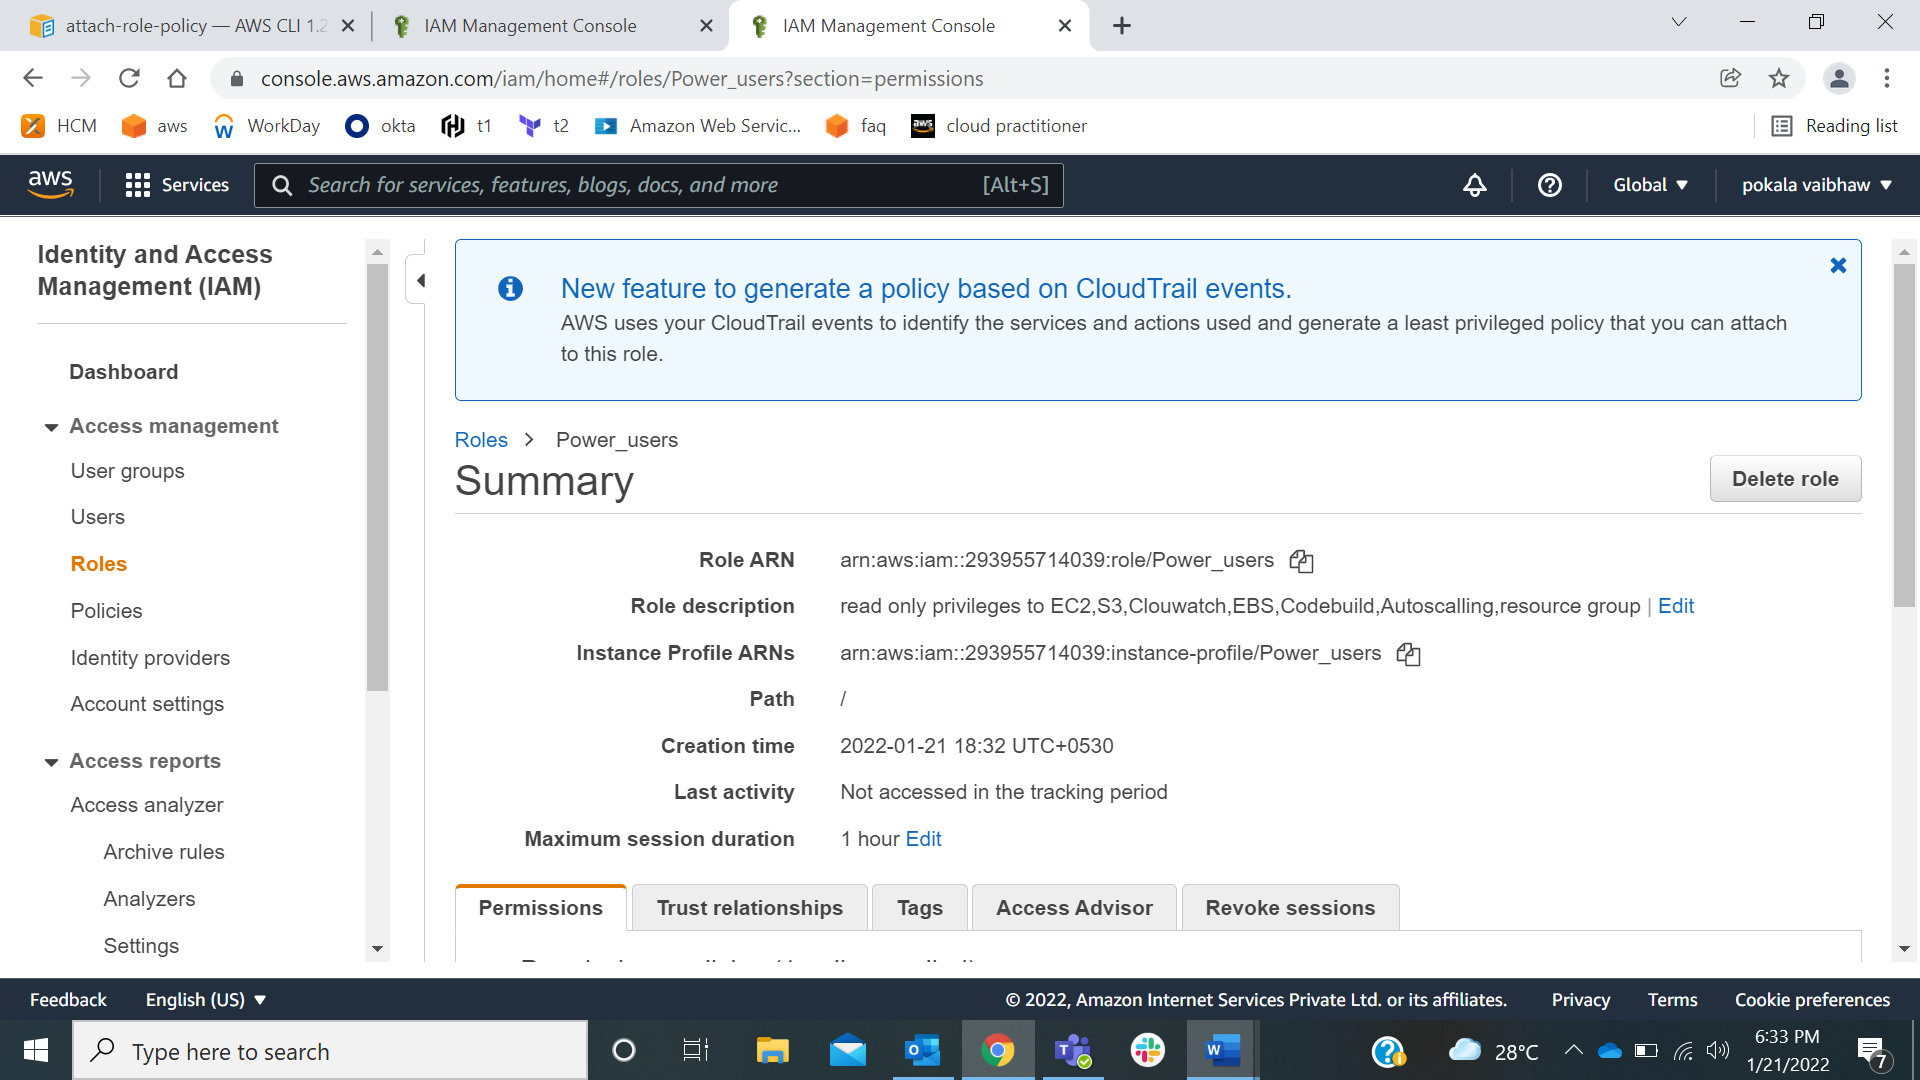 attach-role-policy — AWS CLI 1.2
IAM Management Console
IAM Management Console
console.aws.amazon.com/iam/home#/roles/Power_users?section=permissions
HCM
aws
WorkDay
okta
t1
t2
Amazon Web Servic...
faq
cloud practitioner
Reading list
aws
Services
Search for services, features, blogs, docs, and more [Alt+S]
Global
pokala vaibhaw
Identity and Access
Management (IAM)
Dashboard
Access management
User groups
Users
Roles
Policies
Identity providers
Account settings
Access reports
Access analyzer
Archive rules
Analyzers
Settings
New feature to generate a policy based on CloudTrail events.
AWS uses your CloudTrail events to identify the services and actions used and generate a least privileged policy that you can attach
to this role.
Roles > Power_users
Summary
Delete role
Role ARN arn:aws:iam::293955714039:role/Power_users
Role description read only privileges to EC2,S3,Clouwatch,EBS,Codebuild,Autoscalling,resource group | Edit
Instance Profile ARNs arn:aws:iam::293955714039:instance-profile/Power_users
Path /
Creation time 2022-01-21 18:32 UTC+0530
Last activity Not accessed in the tracking period
Maximum session duration 1 hour Edit
Permissions
Trust relationships
Tags
Access Advisor
Revoke sessions
Feedback
English (US)
© 2022, Amazon Internet Services Private Ltd. or its affiliates.
Privacy
Terms
Cookie preferences
Type here to search
28°C
6:33 PM
1/21/2022
7